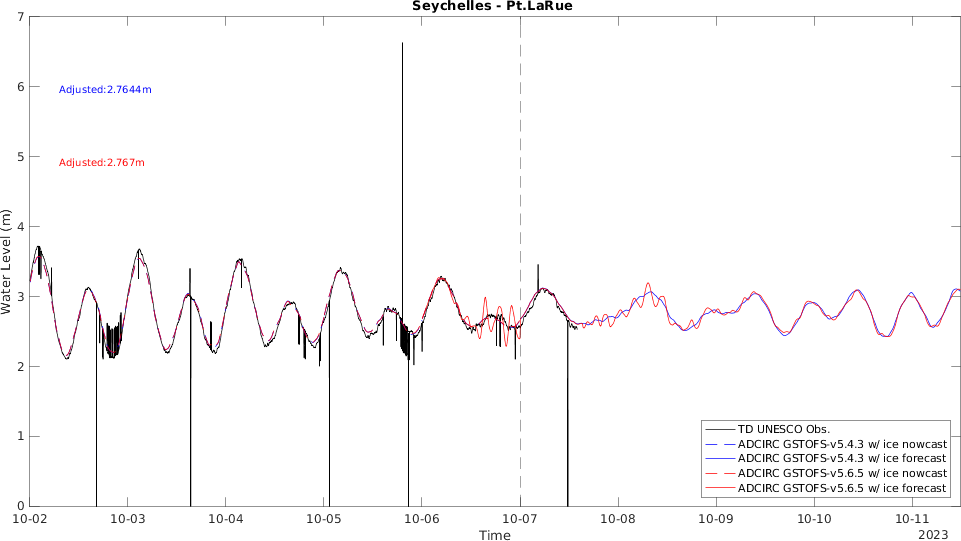 Seychelles - Pt.LaRue
7
6
5
4
3
2
1
0
Water Level (m)
Adjusted:2.7644m
Adjusted:2.767m
TD UNESCO Obs.
ADCIRC GSTOFS-v5.4.3 w/ ice nowcast
ADCIRC GSTOFS-v5.4.3 w/ ice forecast
ADCIRC GSTOFS-v5.6.5 w/ ice nowcast
ADCIRC GSTOFS-v5.6.5 w/ ice forecast
10-02 10-03 10-04 10-05 10-06 10-07 10-08 10-09 10-10 10-11
Time
2023